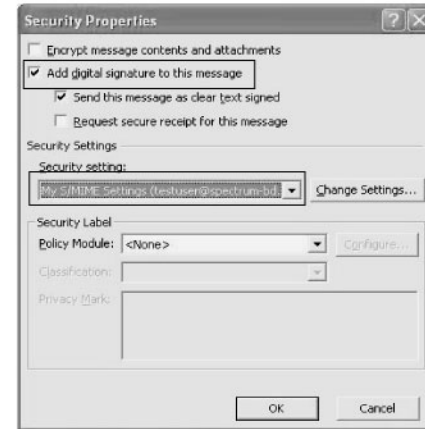 Security Properties
Encrypt message contents and attachments
Add digital signature to this message
Send this message as clear text signed
Request secure receipt for this message
Security Settings
Security setting:
My S/MIME Settings (testuser@spectrum-bd.
Change Settings...
Security Label
Policy Module: <None>
Configure...
Classification:
Privacy Mark:
OK Cancel